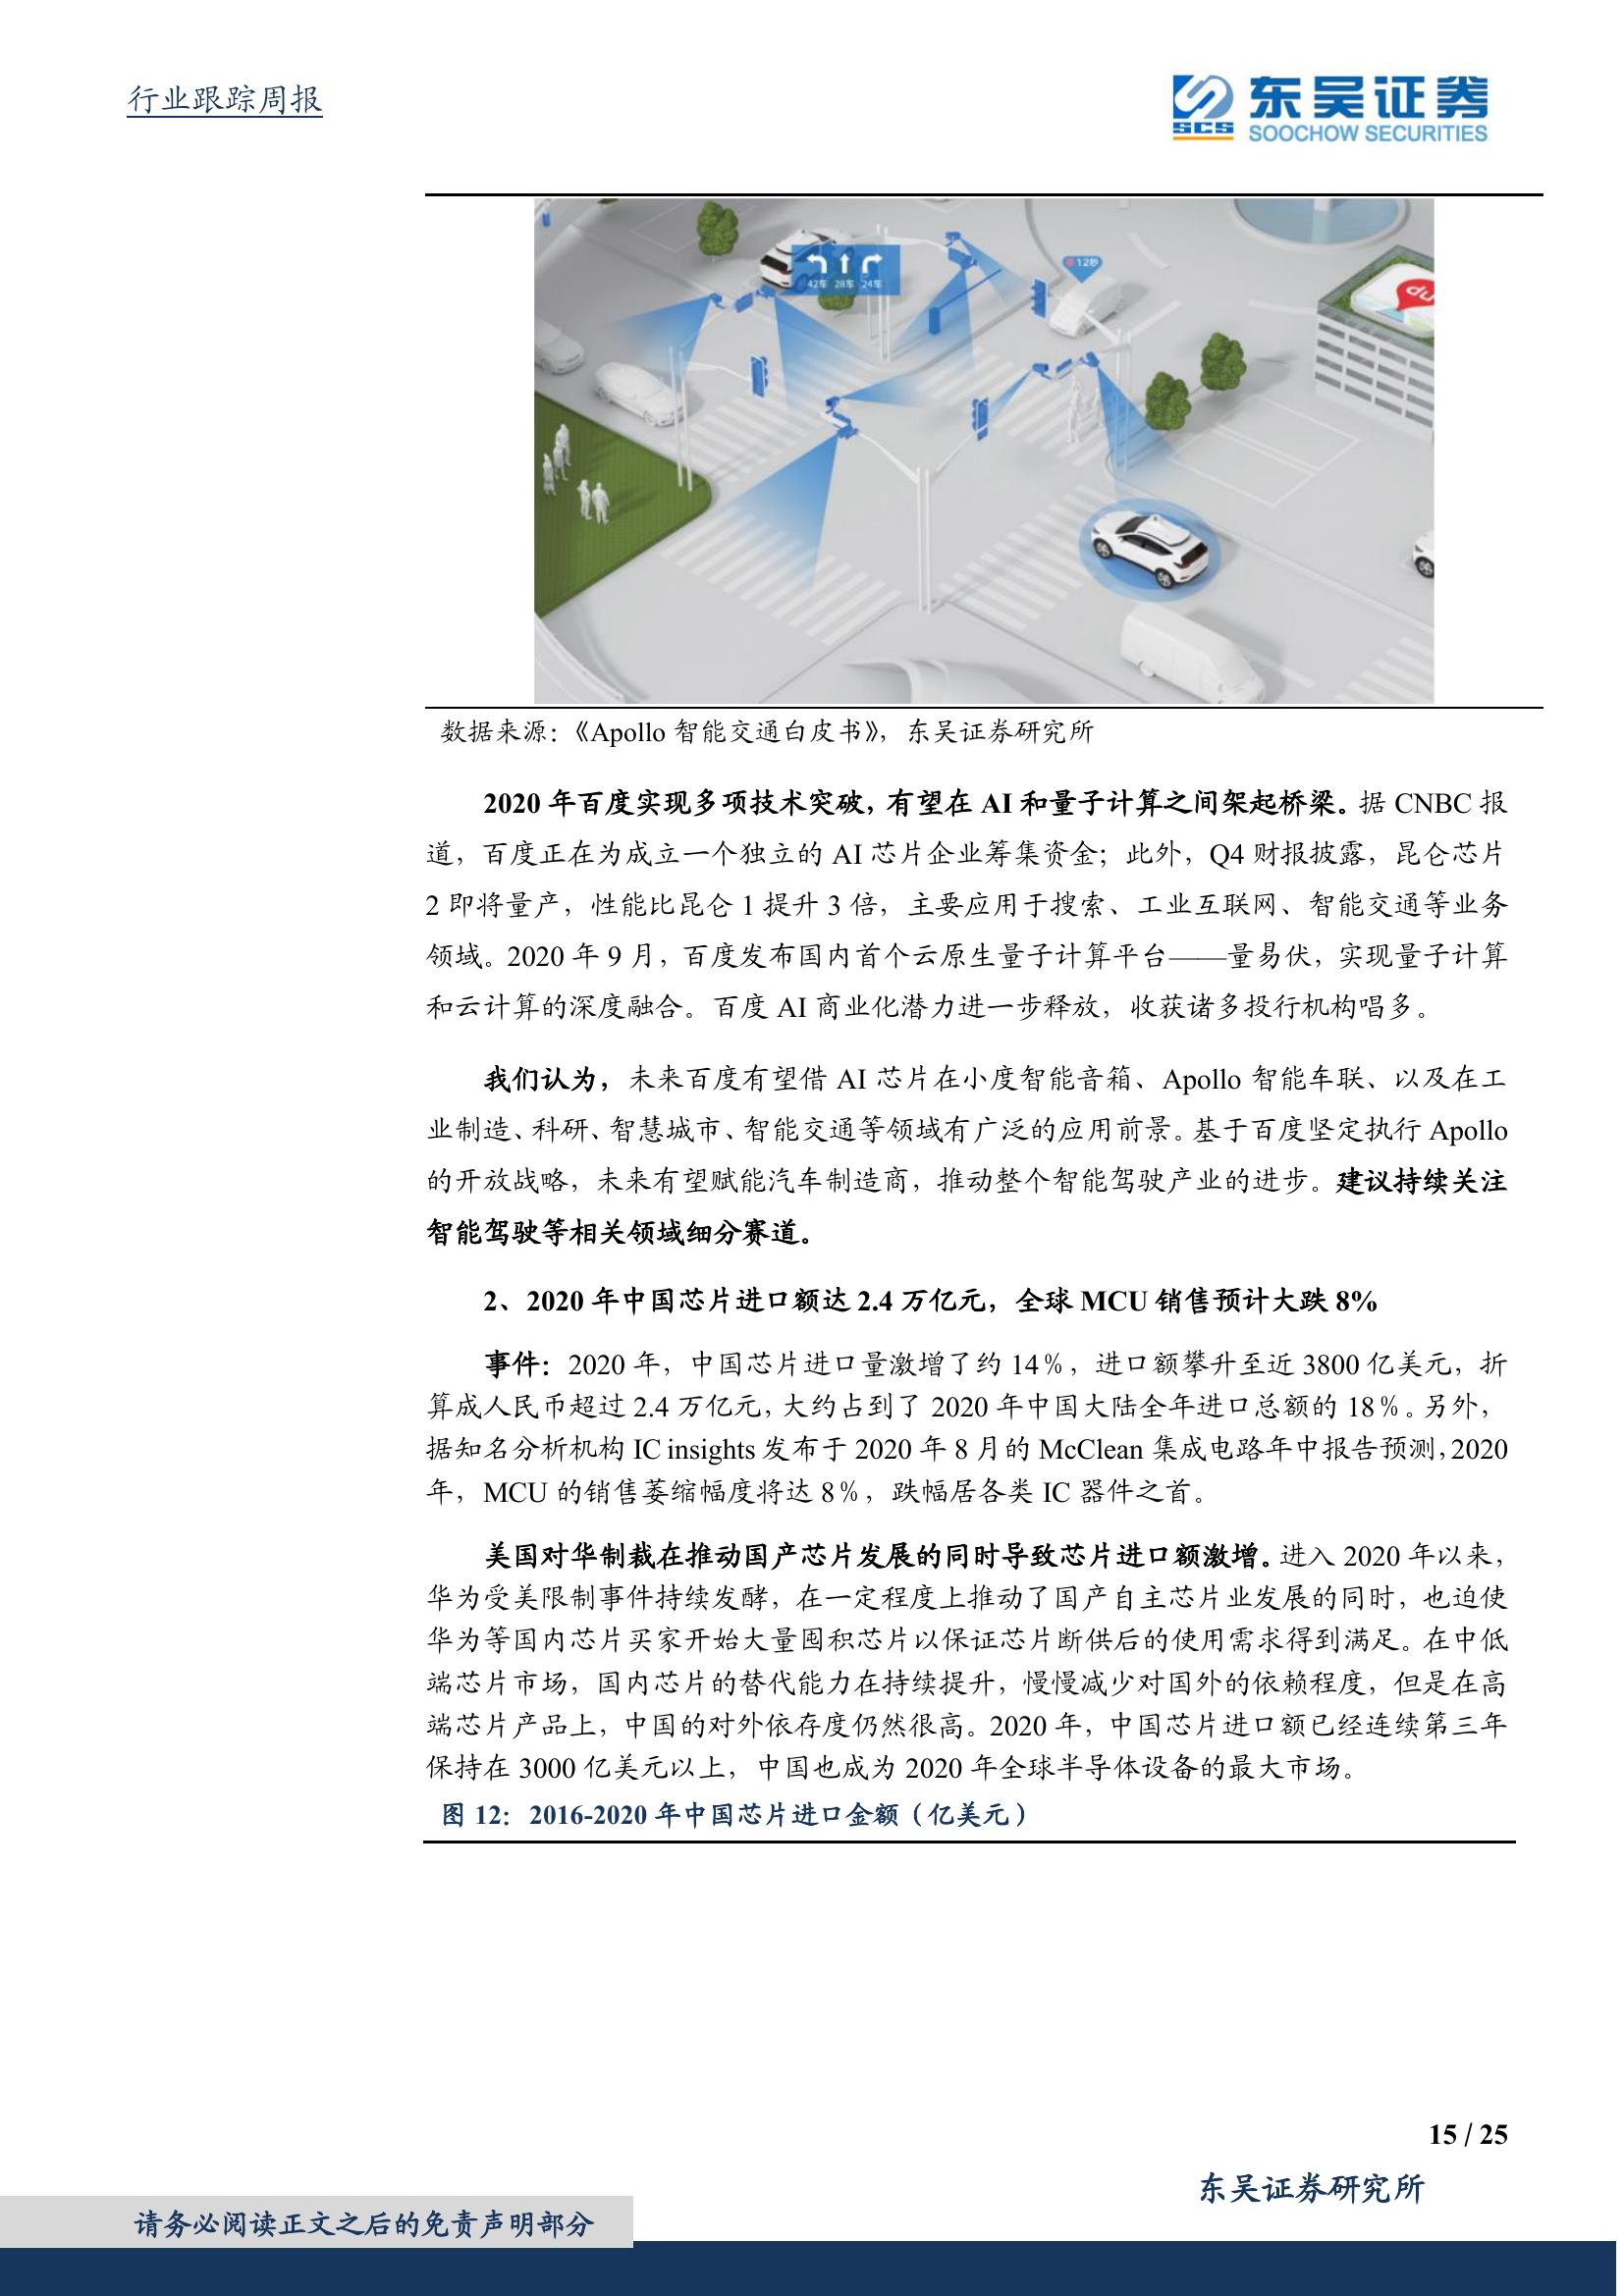 行业跟踪周报
SCS
东吴证券
SOOCHOW SECURITIES
42车 28车 24车
12秒
du
数据来源：《Apollo 智能交通白皮书》，东吴证券研究所
2020 年百度实现多项技术突破，有望在 AI 和量子计算之间架起桥梁。据 CNBC 报
道，百度正在为成立一个独立的 AI 芯片企业筹集资金；此外，Q4 财报披露，昆仑芯片
2 即将量产，性能比昆仑 1 提升 3 倍，主要应用于搜索、工业互联网、智能交通等业务
领域。2020 年 9 月，百度发布国内首个云原生量子计算平台——量易伏，实现量子计算
和云计算的深度融合。百度 AI 商业化潜力进一步释放，收获诸多投行机构唱多。
我们认为，未来百度有望借 AI 芯片在小度智能音箱、Apollo 智能车联、以及在工
业制造、科研、智慧城市、智能交通等领域有广泛的应用前景。基于百度坚定执行 Apollo
的开放战略，未来有望赋能汽车制造商，推动整个智能驾驶产业的进步。建议持续关注
智能驾驶等相关领域细分赛道。
2、2020 年中国芯片进口额达 2.4 万亿元，全球 MCU 销售预计大跌 8%
事件：2020 年，中国芯片进口量激增了约 14%，进口额攀升至近 3800 亿美元，折
算成人民币超过 2.4 万亿元，大约占到了 2020 年中国大陆全年进口总额的 18%。另外，
据知名分析机构 IC insights 发布于 2020 年 8 月的 McClean 集成电路年中报告预测，2020
年，MCU 的销售萎缩幅度将达 8%，跌幅居各类 IC 器件之首。
美国对华制裁在推动国产芯片发展的同时导致芯片进口额激增。进入 2020 年以来，
华为受美限制事件持续发酵，在一定程度上推动了国产自主芯片业发展的同时，也迫使
华为等国内芯片买家开始大量囤积芯片以保证芯片断供后的使用需求得到满足。在中低
端芯片市场，国内芯片的替代能力在持续提升，慢慢减少对国外的依赖程度，但是在高
端芯片产品上，中国的对外依存度仍然很高。2020 年，中国芯片进口额已经连续第三年
保持在 3000 亿美元以上，中国也成为 2020 年全球半导体设备的最大市场。
图 12：2016-2020 年中国芯片进口金额（亿美元）
15 / 25
东吴证券研究所
请务必阅读正文之后的免责声明部分